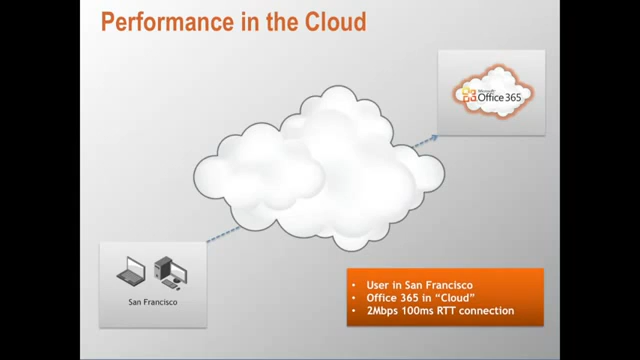 Performance in the Cloud
Microsoft
Office 365
San Francisco
• User in San Francisco
• Office 365 in “Cloud”
• 2Mbps 100ms RTT connection